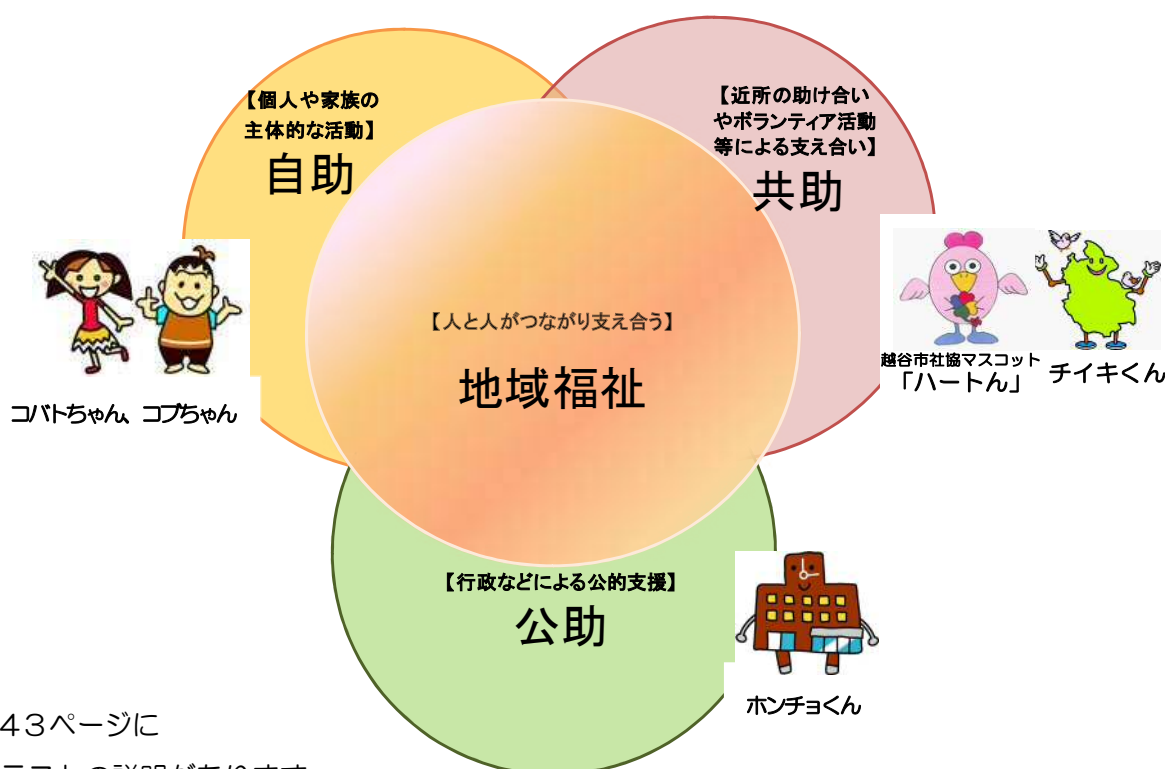 【個人や家族の
主体的な活動】
自助
【近所の助け合い
やボランティア活動
等による支え合い】
共助
【人と人がつながり支え合う】
地域福祉
コバトちゃん、コブちゃん
越谷市社協マスコット
「ハートん」
チイキくん
【行政などによる公的支援】
公助
ホンチョくん
43ページに